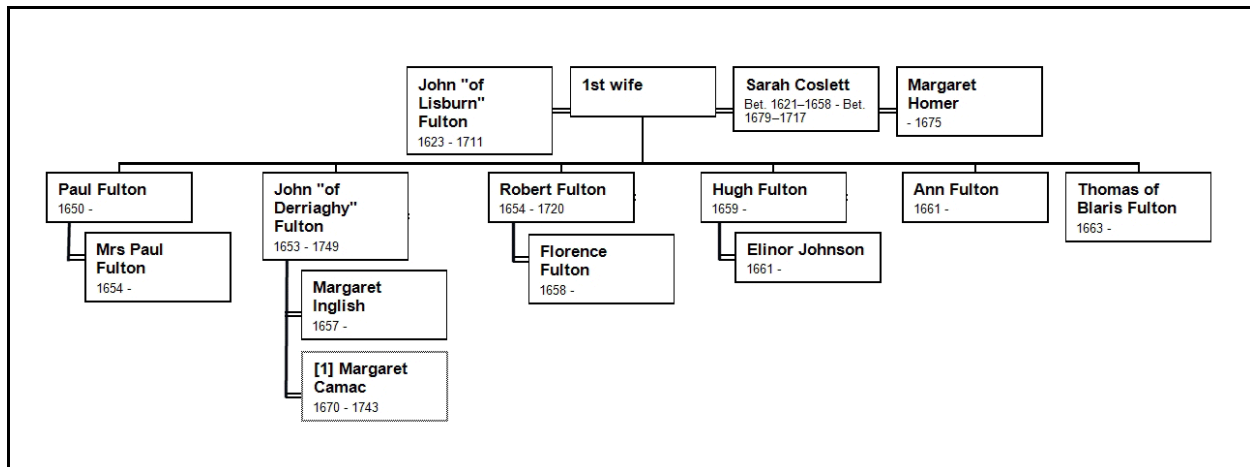 John "of
Lisburn"
Fulton
1623 - 1711
1st wife
Sarah Coslett
Bet. 1621–1658 - Bet.
1679–1717
Margaret
Homer
- 1675
Paul Fulton
1650 -
Mrs Paul
Fulton
1654 -
John "of
Derriaghy"
Fulton
1653 - 1749
Margaret
Inglish
1657 -
[1] Margaret
Camac
1670 - 1743
Robert Fulton
1654 - 1720
Florence
Fulton
1658 -
Hugh Fulton
1659 -
Elinor Johnson
1661 -
Ann Fulton
1661 -
Thomas of
Blaris Fulton
1663 -